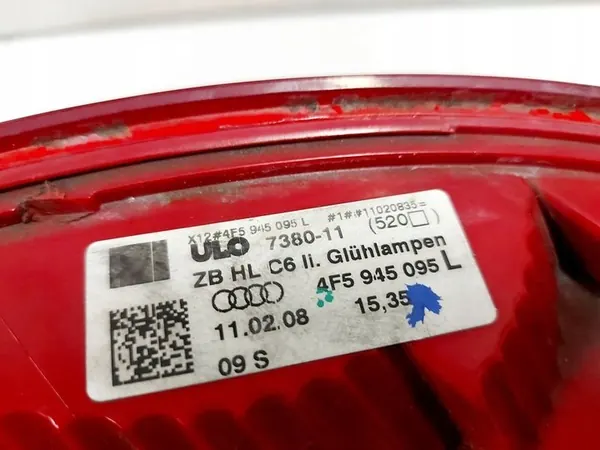 X12#4F5 945 095 L #1##11020835=
ULO 7380-11 (520□)
ZB HL C6 li. Glühlampen
4F5 945 095 L
11.02.08 15,35
09 S